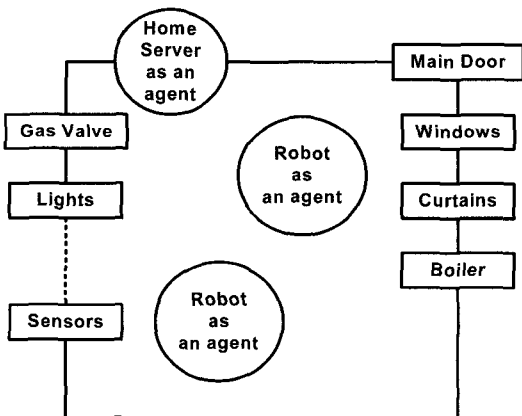 Home
Server
as an
agent
Main Door
Gas Valve
Windows
Robot
as
an agent
Lights
Curtains
Boiler
Robot
as
an agent
Sensors